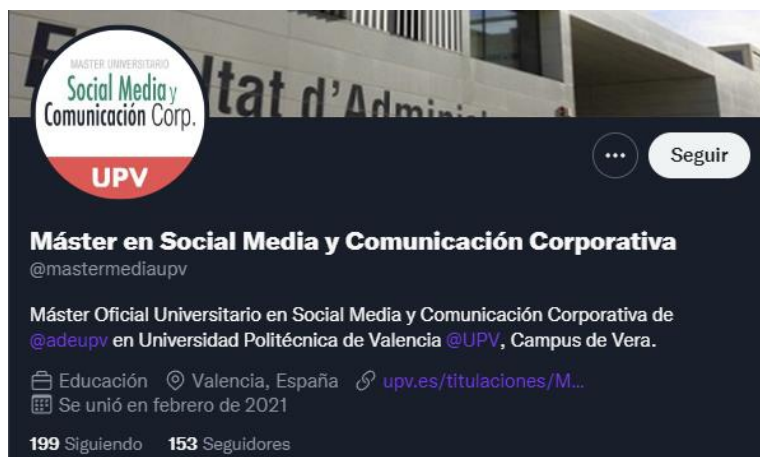 ltat d'Adminis
MASTER UNIVERSITARIO
Social Media y
Comunicación Corp.
UPV
Seguir
Máster en Social Media y Comunicación Corporativa
@mastermediaupv
Máster Oficial Universitario en Social Media y Comunicación Corporativa de
@adeupv en Universidad Politécnica de Valencia @UPV, Campus de Vera.
Educación Valencia, España upv.es/titulaciones/M...
Se unió en febrero de 2021
199 Siguiendo 153 Seguidores